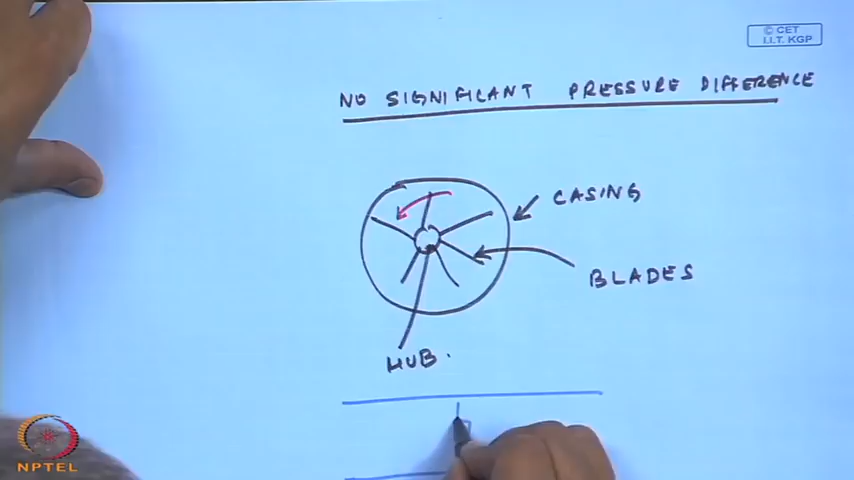 © CET
I.I.T. KGP
NO SIGNIFICANT PRESSURE DIFFERENCE
CASING
BLADES
HUB.
NPTEL